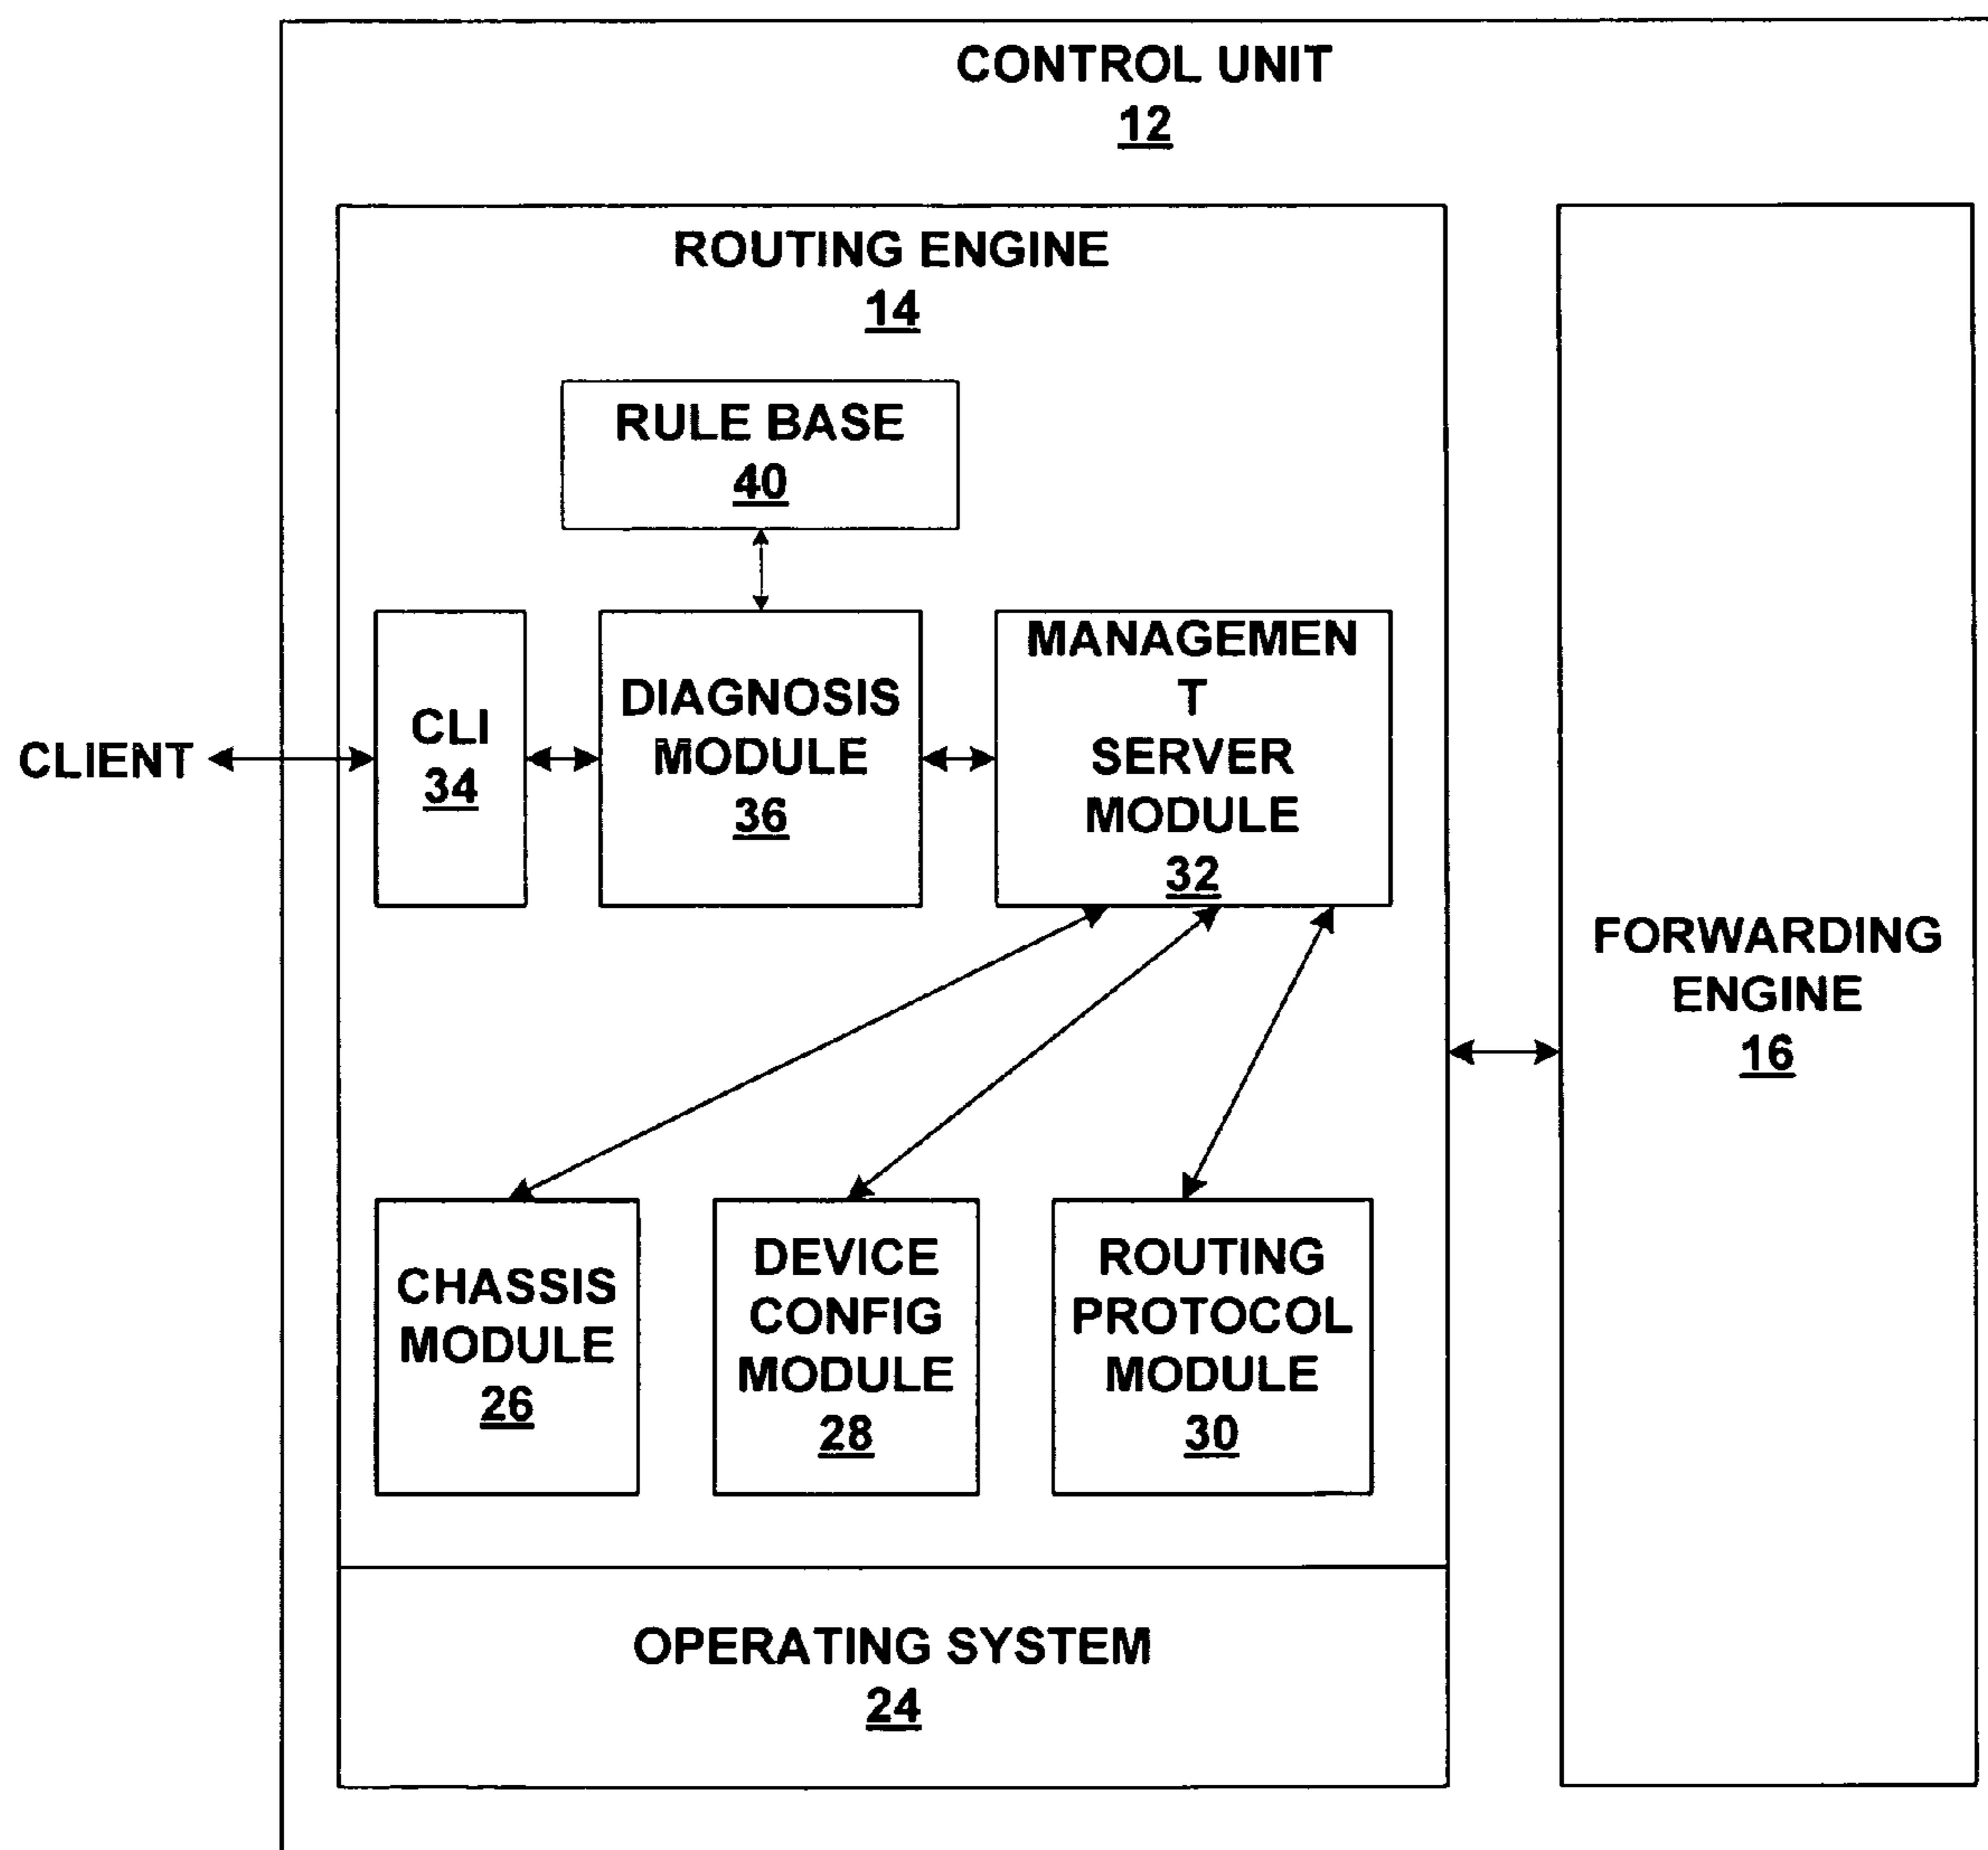 CONTROL UNIT
12
ROUTING ENGINE
14
RULE BASE
40
CLIENT
CLI
34
DIAGNOSIS
MODULE
36
MANAGEMEN
T
SERVER
MODULE
32
FORWARDING
ENGINE
16
CHASSIS
MODULE
26
DEVICE
CONFIG
MODULE
28
ROUTING
PROTOCOL
MODULE
30
OPERATING SYSTEM
24